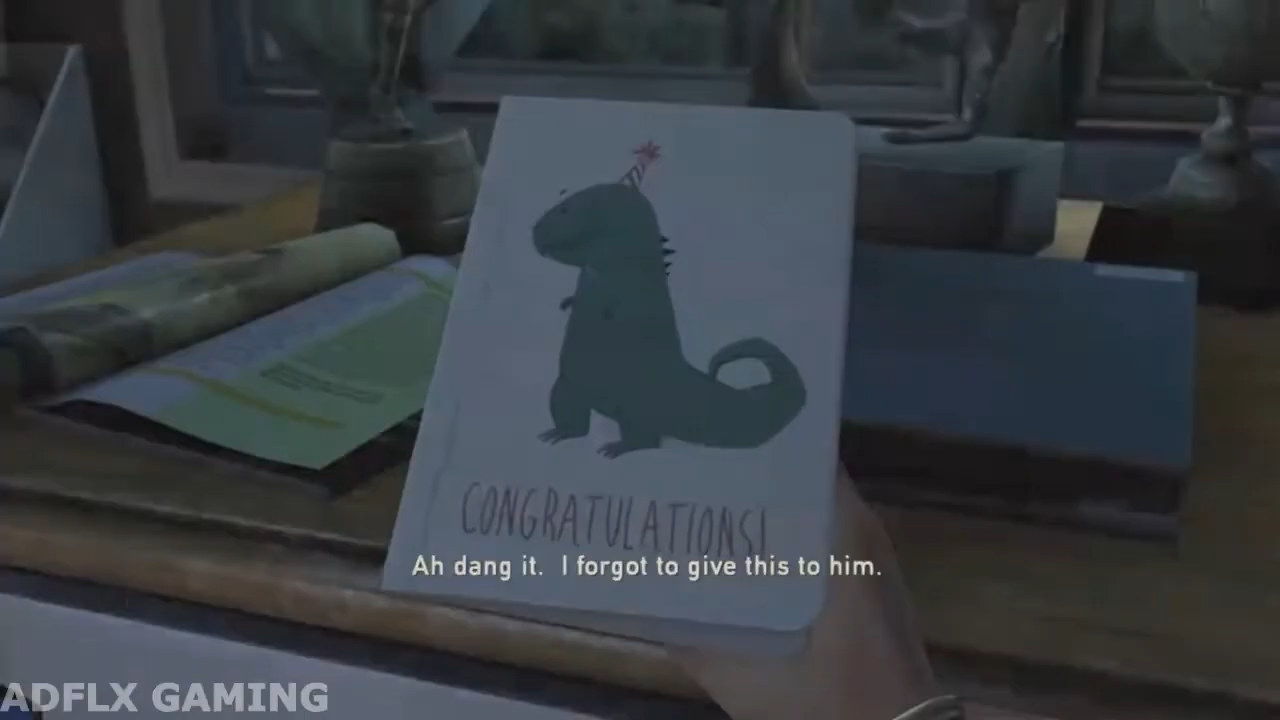 CONGRATULATIONS!
Ah dang it. I forgot to give this to him.
ADFLX GAMING